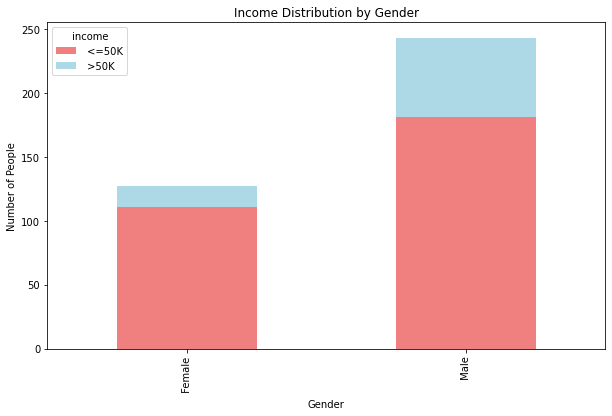 Income Distribution by Gender
income
<=50K
>50K
250
200
150
100
50
0
Number of People
Female
Male
Gender